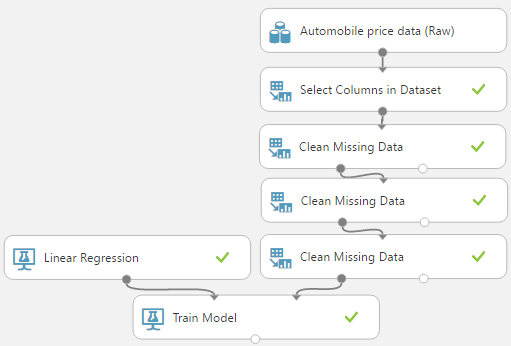 Automobile price data (Raw)
Select Columns in Dataset
Clean Missing Data
Clean Missing Data
Linear Regression
Clean Missing Data
Train Model